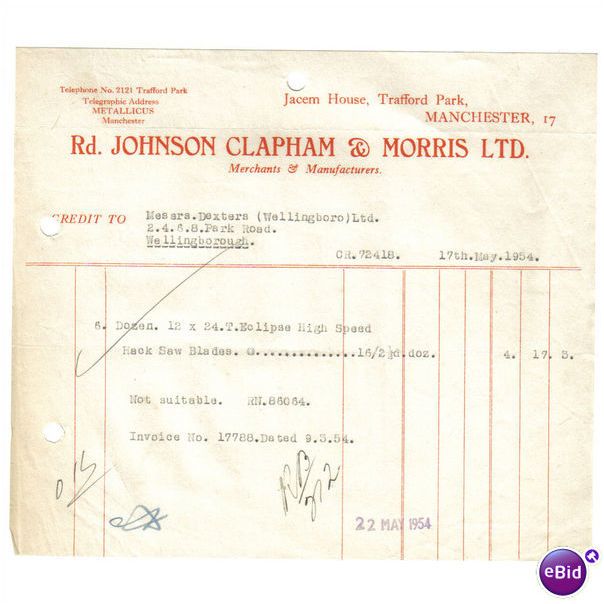 Telephone No. 2121 Trafford Park
Telegraphic Address
METALLICUS
Manchester
Jacem House, Trafford Park,
MANCHESTER, 17
Rd. JOHNSON CLAPHAM & MORRIS LTD.
Merchants & Manufacturers.
CREDIT TO Messrs.Dexters (Wellingboro)Ltd.
2.4.6.8.Park Road.
Wellingborough.
CR.72418. 17th.May.1954.
6. Dozen. 12 x 24.T.Eclipse High Speed
Hack Saw Blades. @..............16/2½d.doz. 4. 17. 3.
Not suitable. RN.86064.
Invoice No. 17788.Dated 9.3.54.
22 MAY 1954
eBid